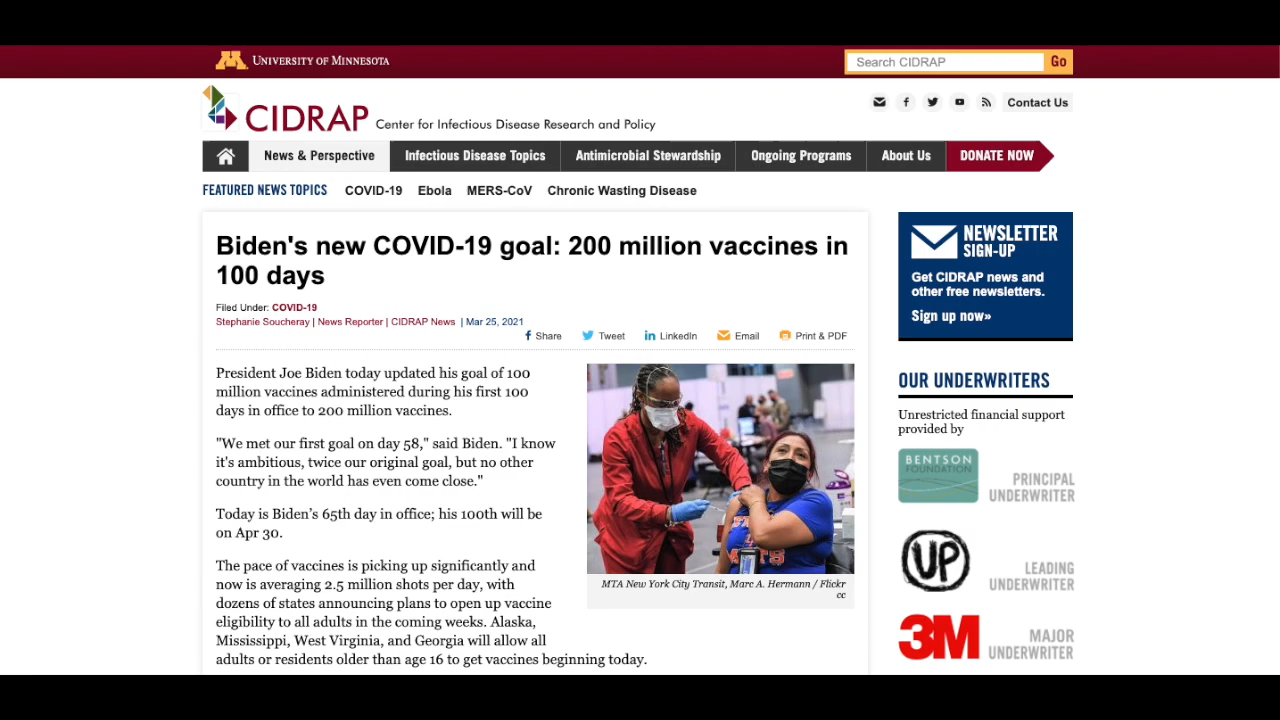 UNIVERSITY OF MINNESOTA
Search CIDRAP
Go
CIDRAP Center for Infectious Disease Research and Policy
Contact Us
News & Perspective
Infectious Disease Topics
Antimicrobial Stewardship
Ongoing Programs
About Us
DONATE NOW
FEATURED NEWS TOPICS COVID-19 Ebola MERS-CoV Chronic Wasting Disease
Biden's new COVID-19 goal: 200 million vaccines in
100 days
Filed Under: COVID-19
Stephanie Soucheray | News Reporter | CIDRAP News | Mar 25, 2021
Share Tweet LinkedIn Email Print & PDF
President Joe Biden today updated his goal of 100
million vaccines administered during his first 100
days in office to 200 million vaccines.
"We met our first goal on day 58," said Biden. "I know
it's ambitious, twice our original goal, but no other
country in the world has even come close."
Today is Biden's 65th day in office; his 100th will be
on Apr 30.
The pace of vaccines is picking up significantly and
now is averaging 2.5 million shots per day, with
dozens of states announcing plans to open up vaccine
eligibility to all adults in the coming weeks. Alaska,
Mississippi, West Virginia, and Georgia will allow all
adults or residents older than age 16 to get vaccines beginning today.
MTA New York City Transit, Marc A. Hermann / Flickr
cc
NEWSLETTER
SIGN-UP
Get CIDRAP news and
other free newsletters.
Sign up now»
OUR UNDERWRITERS
Unrestricted financial support
provided by
BENTSON
FOUNDATION
PRINCIPAL
UNDERWRITER
UP
LEADING
UNDERWRITER
3M
MAJOR
UNDERWRITER